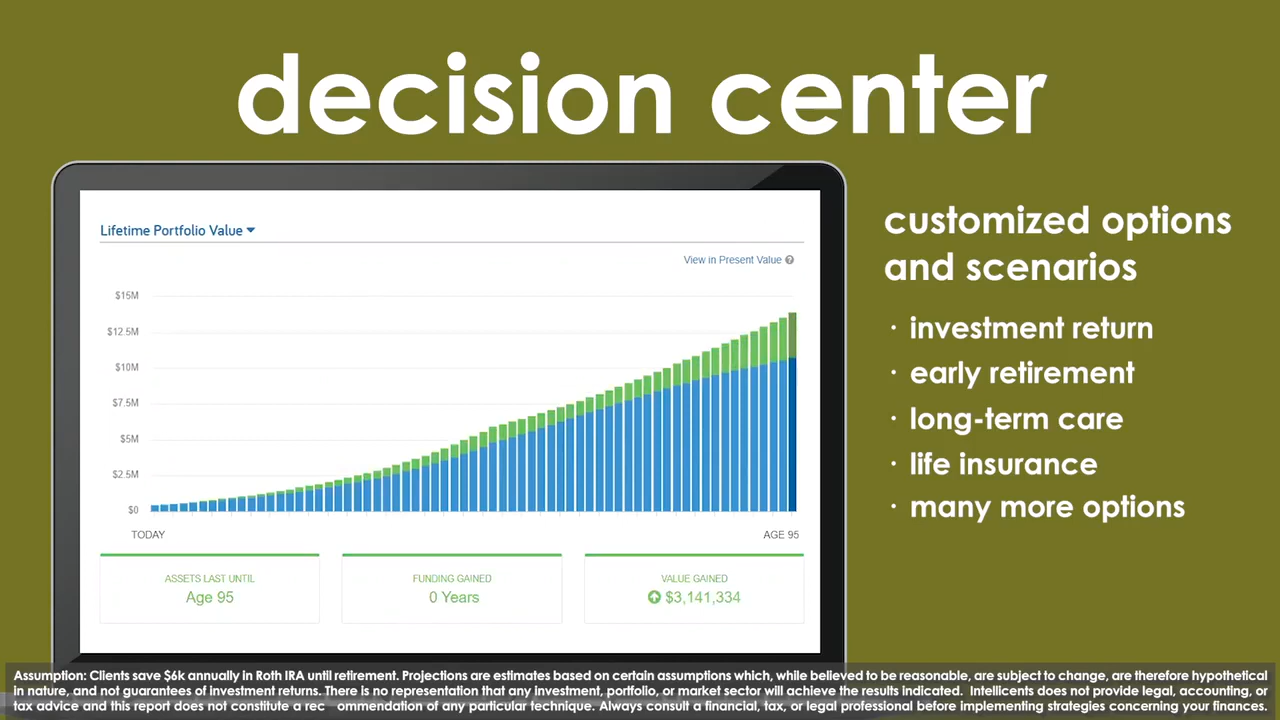 decision center
Lifetime Portfolio Value
View in Present Value
$15M
$12.5M
$10M
$7.5M
$5M
$2.5M
$0
TODAY
AGE 95
ASSETS LAST UNTIL
Age 95
FUNDING GAINED
0 Years
VALUE GAINED
$3,141,334
customized options
and scenarios
· investment return
· early retirement
· long-term care
· life insurance
· many more options
Assumption: Clients save $6k annually in Roth IRA until retirement. Projections are estimates based on certain assumptions which, while believed to be reasonable, are subject to change, are therefore hypothetical
in nature, and not guarantees of investment returns. There is no representation that any investment, portfolio, or market sector will achieve the results indicated. Intellicents does not provide legal, accounting, or
tax advice and this report does not constitute a rec ommendation of any particular technique. Always consult a financial, tax, or legal professional before implementing strategies concerning your finances.